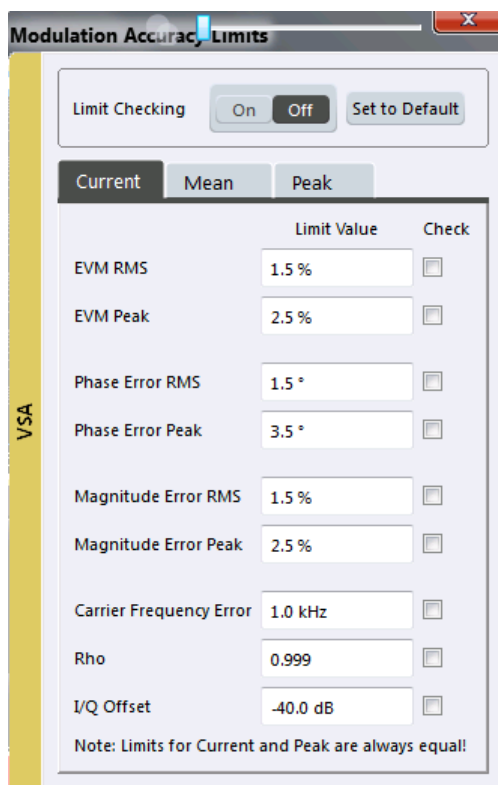 Modulation Accuracy Limits
VSA
Limit Checking On Off Set to Default
Current Mean Peak
Limit Value Check
EVM RMS 1.5 %
EVM Peak 2.5 %
Phase Error RMS 1.5 °
Phase Error Peak 3.5 °
Magnitude Error RMS 1.5 %
Magnitude Error Peak 2.5 %
Carrier Frequency Error 1.0 kHz
Rho 0.999
I/Q Offset -40.0 dB
Note: Limits for Current and Peak are always equal!